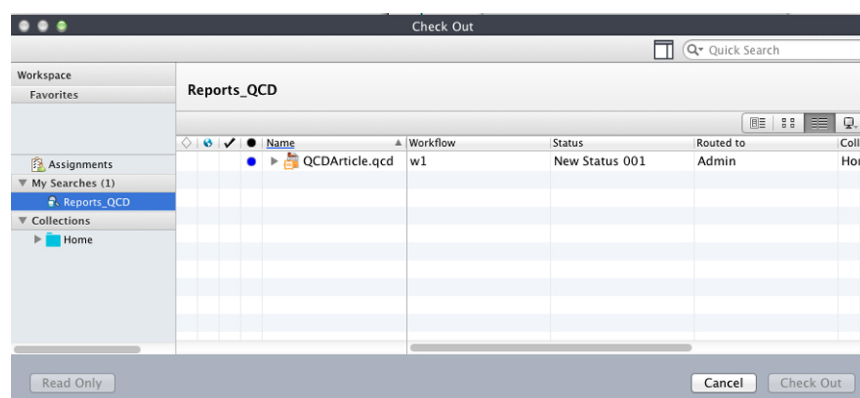 Check Out
Quick Search
Workspace
Favorites
Reports_QCD
Name Workflow Status Routed to Coll
Assignments
QCDArticle.qcd w1 New Status 001 Admin Hor
My Searches (1)
Reports_QCD
Collections
Home
Read Only Cancel Check Out